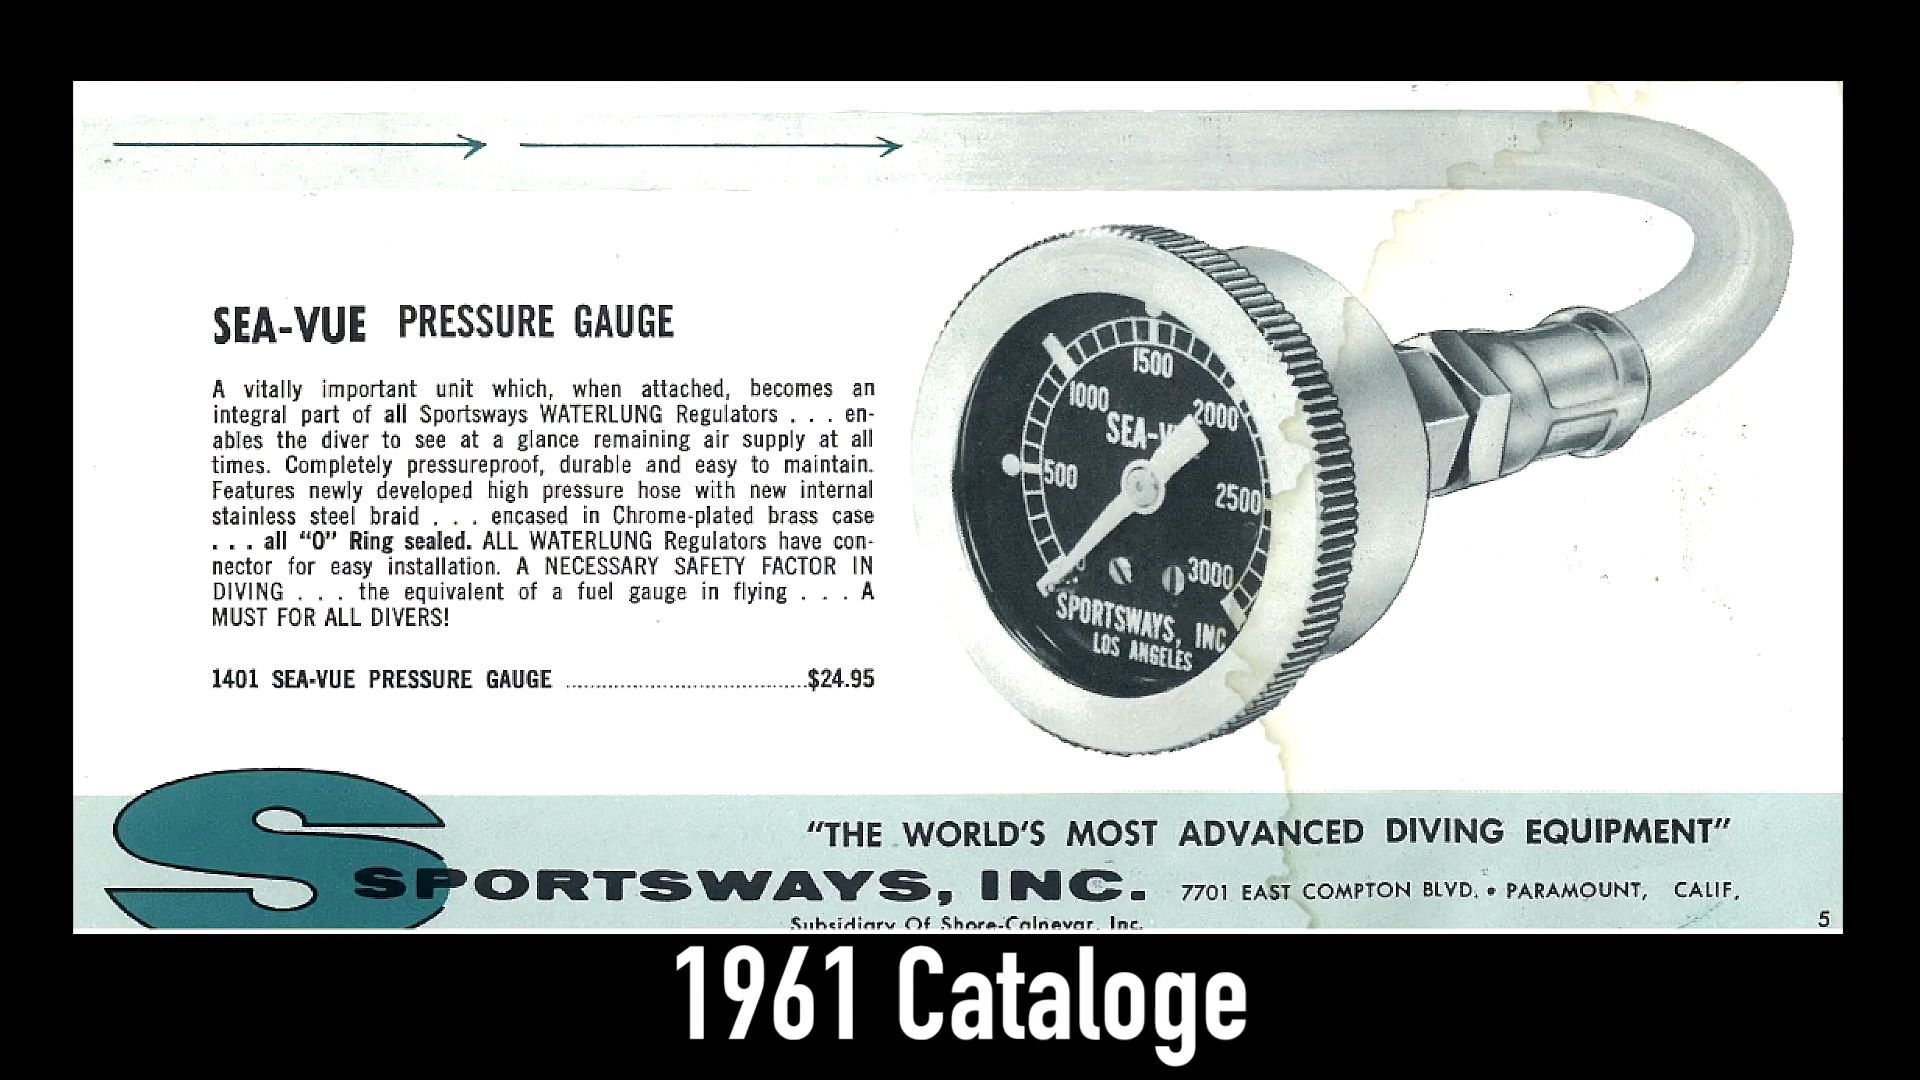 SEA-VUE PRESSURE GAUGE
A vitally important unit which, when attached, becomes an
integral part of all Sportsways WATERLUNG Regulators . . . en-
ables the diver to see at a glance remaining air supply at all
times. Completely pressureproof, durable and easy to maintain.
Features newly developed high pressure hose with new internal
stainless steel braid . . . encased in Chrome-plated brass case
. . . all “O” Ring sealed. ALL WATERLUNG Regulators have con-
nector for easy installation. A NECESSARY SAFETY FACTOR IN
DIVING . . . the equivalent of a fuel gauge in flying . . . A
MUST FOR ALL DIVERS!
1401 SEA-VUE PRESSURE GAUGE ....................................$24.95
1500
1000
2000
SEA-V
500
2500
0
3000
SPORTSWAYS, INC
LOS ANGELES
“THE WORLD’S MOST ADVANCED DIVING EQUIPMENT”
SPORTSWAYS, INC. 7701 EAST COMPTON BLVD. • PARAMOUNT, CALIF,
Subsidiary Of Shore-Calnevar, Inc.
5
1961 Cataloge